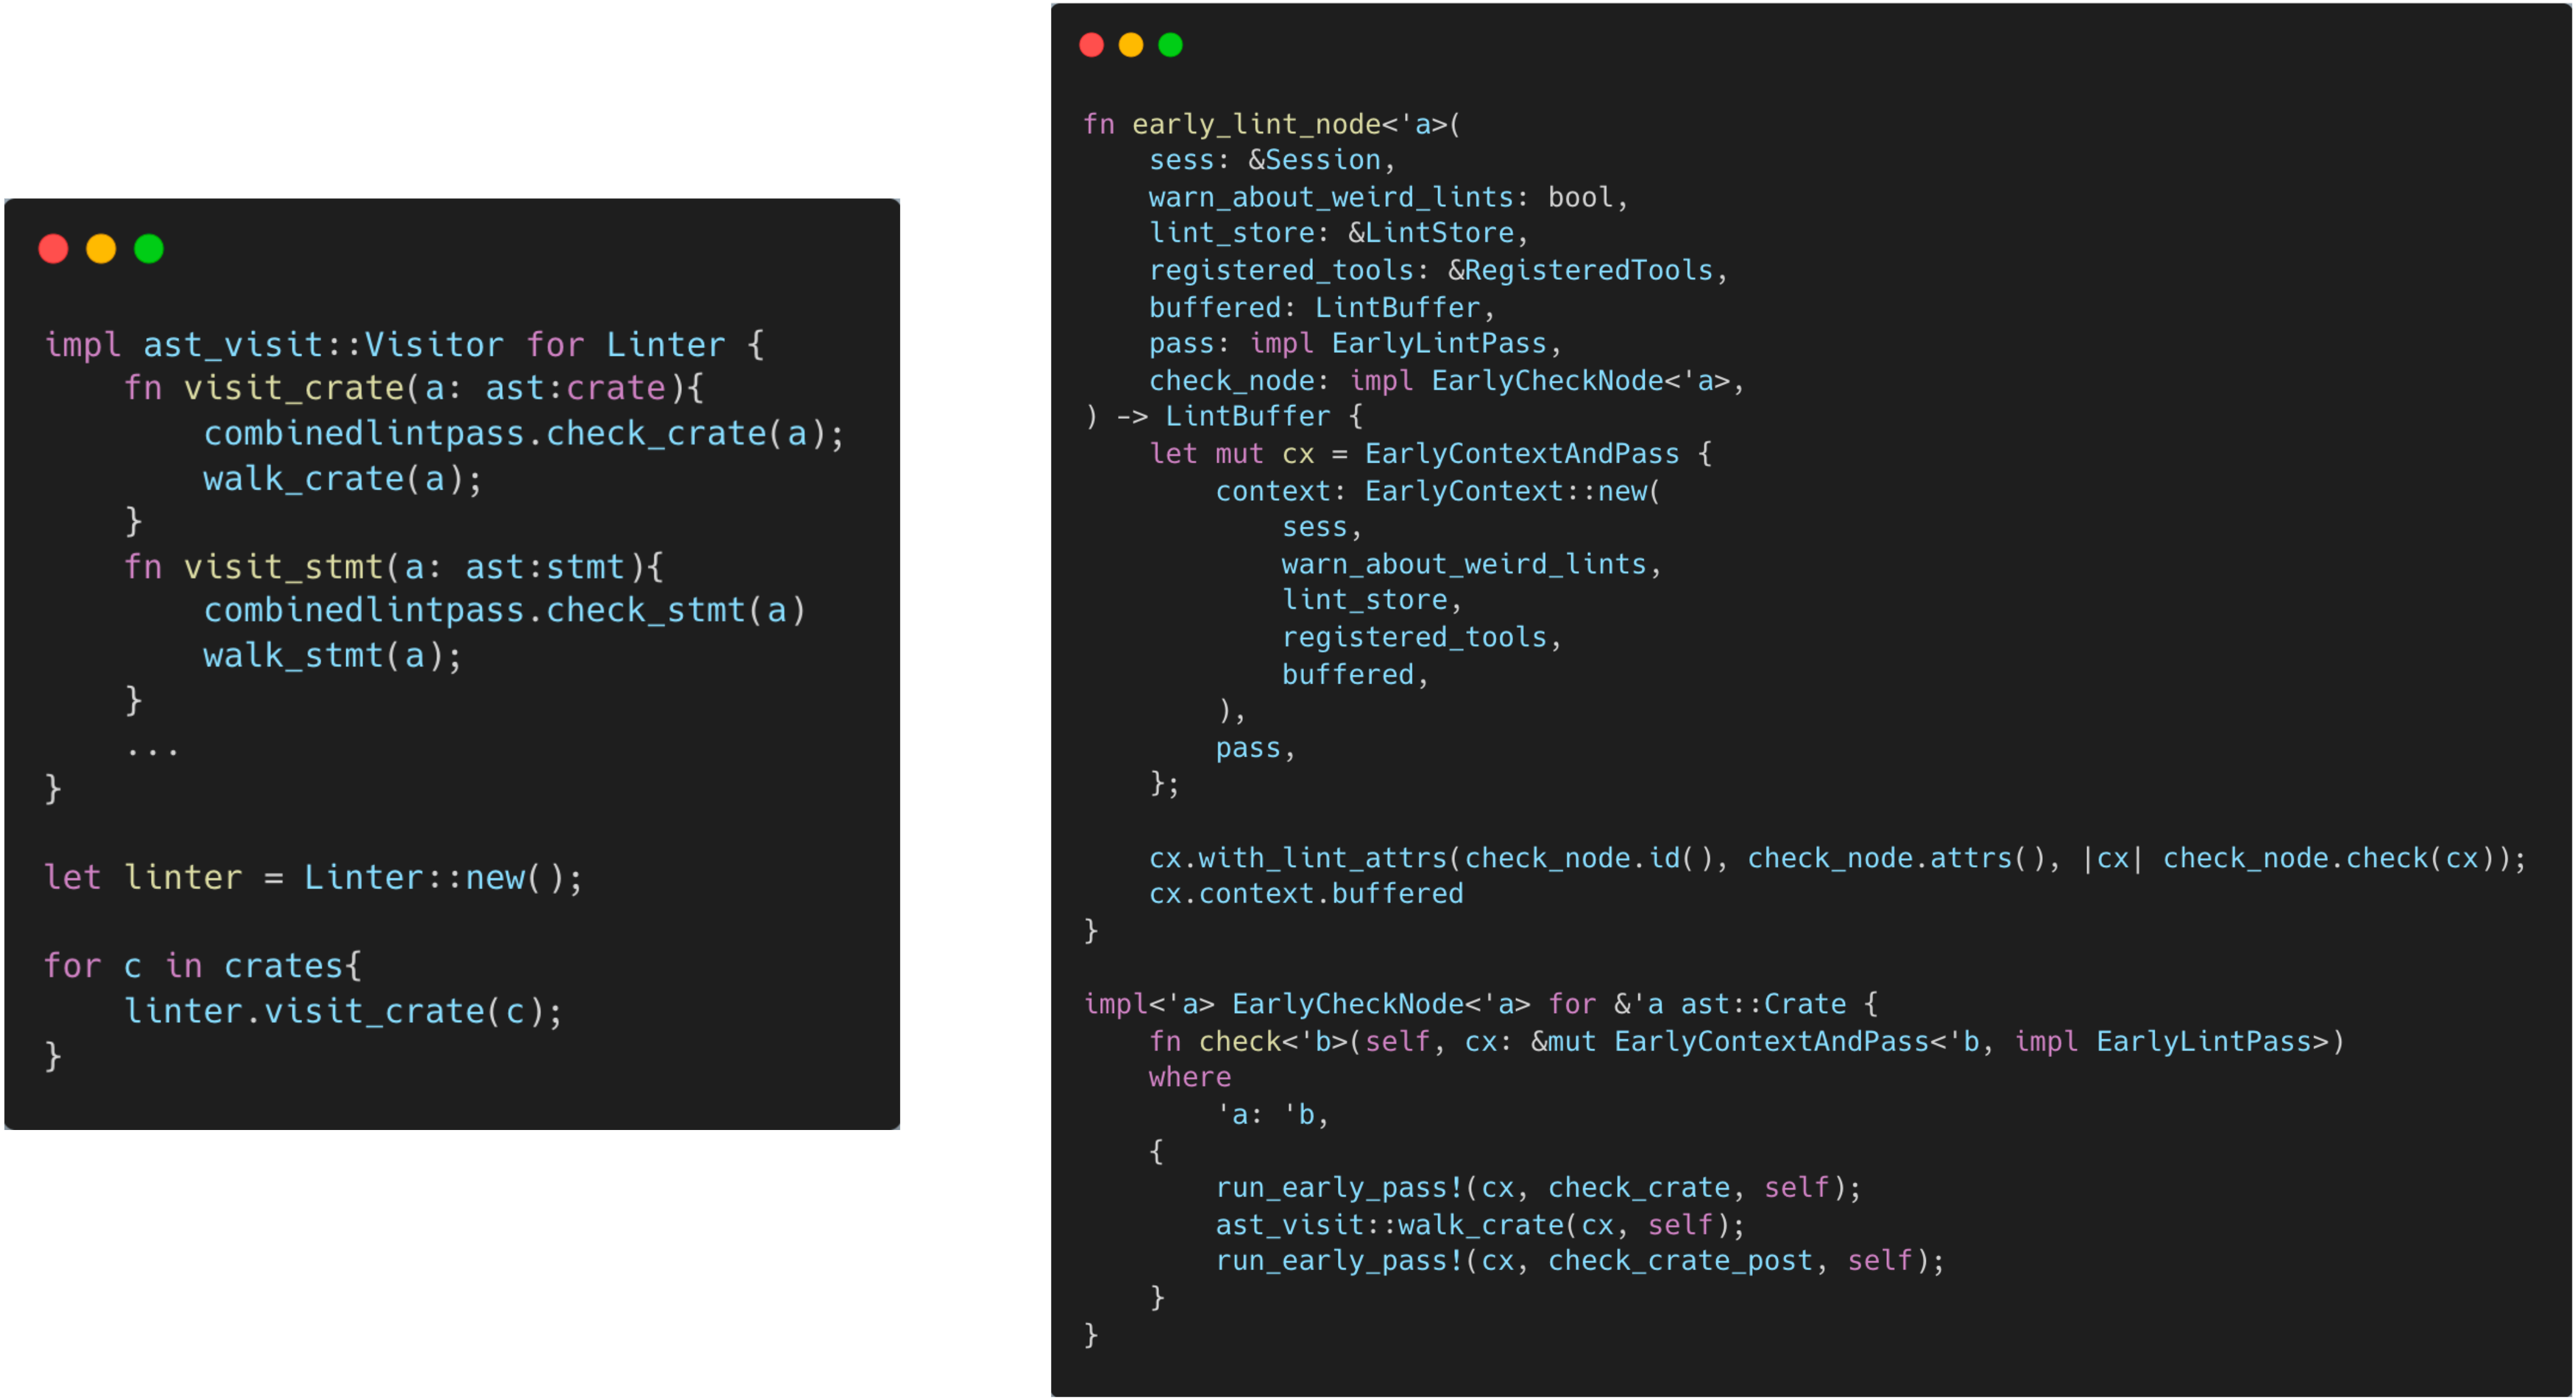 impl ast_visit::Visitor for Linter {
    fn visit_crate(a: ast:crate){
        combinedlintpass.check_crate(a);
        walk_crate(a);
    }
    fn visit_stmt(a: ast:stmt){
        combinedlintpass.check_stmt(a)
        walk_stmt(a);
    }
    ...
}

let linter = Linter::new();

for c in crates{
    linter.visit_crate(c);
}

fn early_lint_node<'a>(
    sess: &Session,
    warn_about_weird_lints: bool,
    lint_store: &LintStore,
    registered_tools: &RegisteredTools,
    buffered: LintBuffer,
    pass: impl EarlyLintPass,
    check_node: impl EarlyCheckNode<'a>,
) -> LintBuffer {
    let mut cx = EarlyContextAndPass {
        context: EarlyContext::new(
            sess,
            warn_about_weird_lints,
            lint_store,
            registered_tools,
            buffered,
        ),
        pass,
    };

    cx.with_lint_attrs(check_node.id(), check_node.attrs(), |cx| check_node.check(cx));
    cx.context.buffered
}

impl<'a> EarlyCheckNode<'a> for &'a ast::Crate {
    fn check<'b>(self, cx: &mut EarlyContextAndPass<'b, impl EarlyLintPass>)
    where
        'a: 'b,
    {
        run_early_pass!(cx, check_crate, self);
        ast_visit::walk_crate(cx, self);
        run_early_pass!(cx, check_crate_post, self);
    }
}